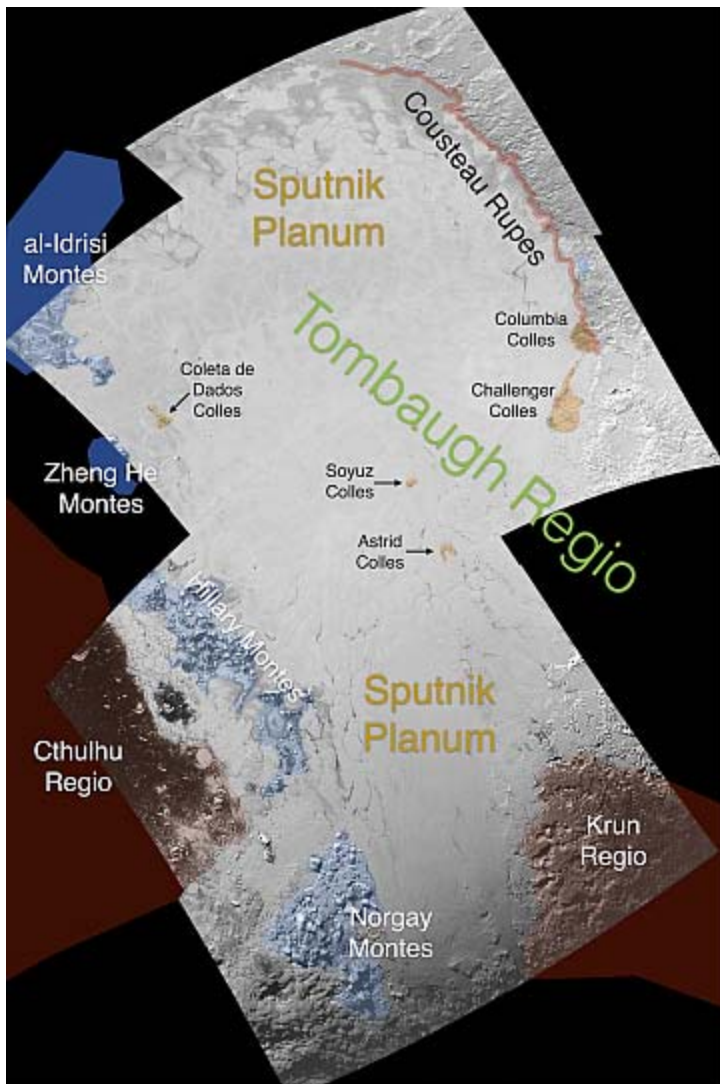 Cousteau Rupes
Sputnik
Planum
al-Idrisi
Montes
Tombaugh Regio
Columbia
Colles
Coleta de
Dados
Colles
Challenger
Colles
Zheng He
Montes
Soyuz
Colles
Astrid
Colles
Hillary Montes
Sputnik
Planum
Cthulhu
Regio
Krun
Regio
Norgay
Montes